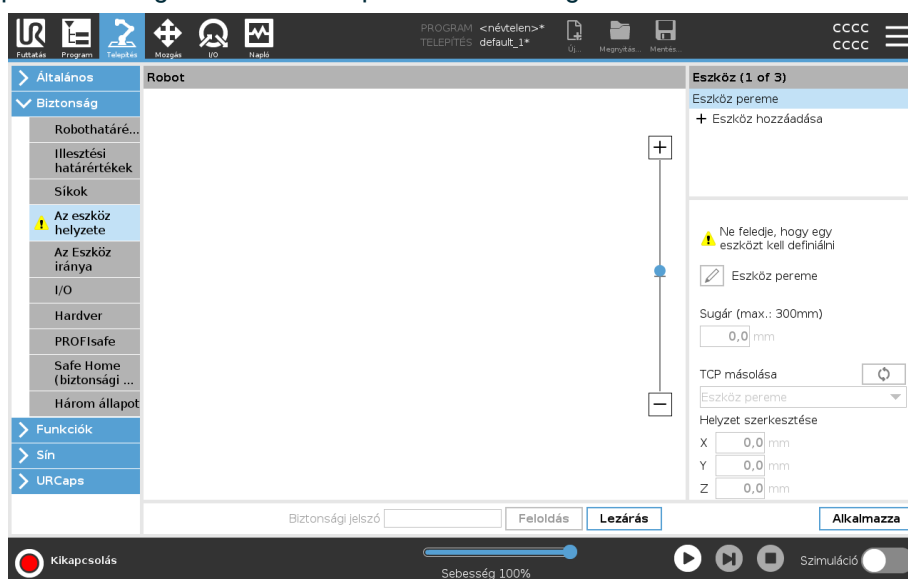 PROGRAM <névtelen>*
TELEPÍTÉS default_1*
Futtatás Program Telepítés Mozgás I/O Napló
Új... Megnyitás... Mentés...
cccc
cccc
Általános
Biztonság
Robothatáré...
Illesztési
határértékek
Síkok
Az eszköz
helyzete
Az Eszköz
iránya
I/O
Hardver
PROFIsafe
Safe Home
(biztonsági ...
Három állapot
Funkciók
Sín
URCaps
Robot
Eszköz (1 of 3)
Eszköz pereme
+ Eszköz hozzáadása
Ne feledje, hogy egy
eszközt kell definiálni
Eszköz pereme
Sugár (max.: 300mm)
0,0 mm
TCP másolása
Eszköz pereme
Helyzet szerkesztése
X 0,0 mm
Y 0,0 mm
Z 0,0 mm
Biztonsági jelszó Feloldás Lezárás Alkalmazza
Kikapcsolás
Sebesség 100%
Szimuláció